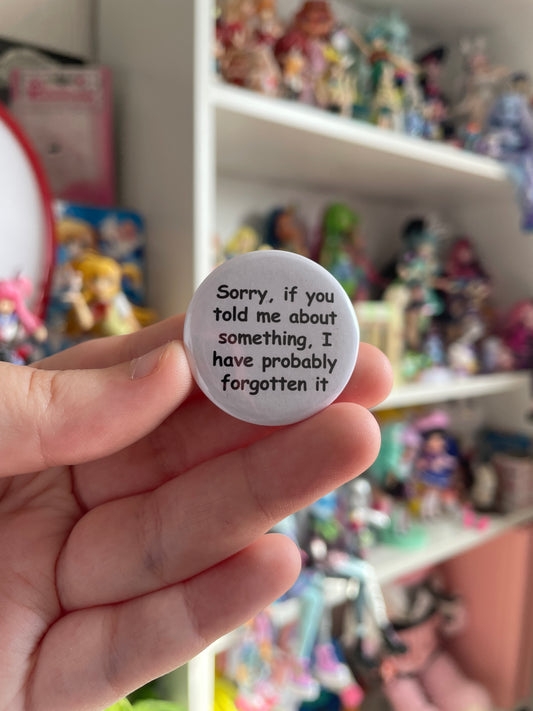 Sorry, if you
told me about
something, I
have probably
forgotten it